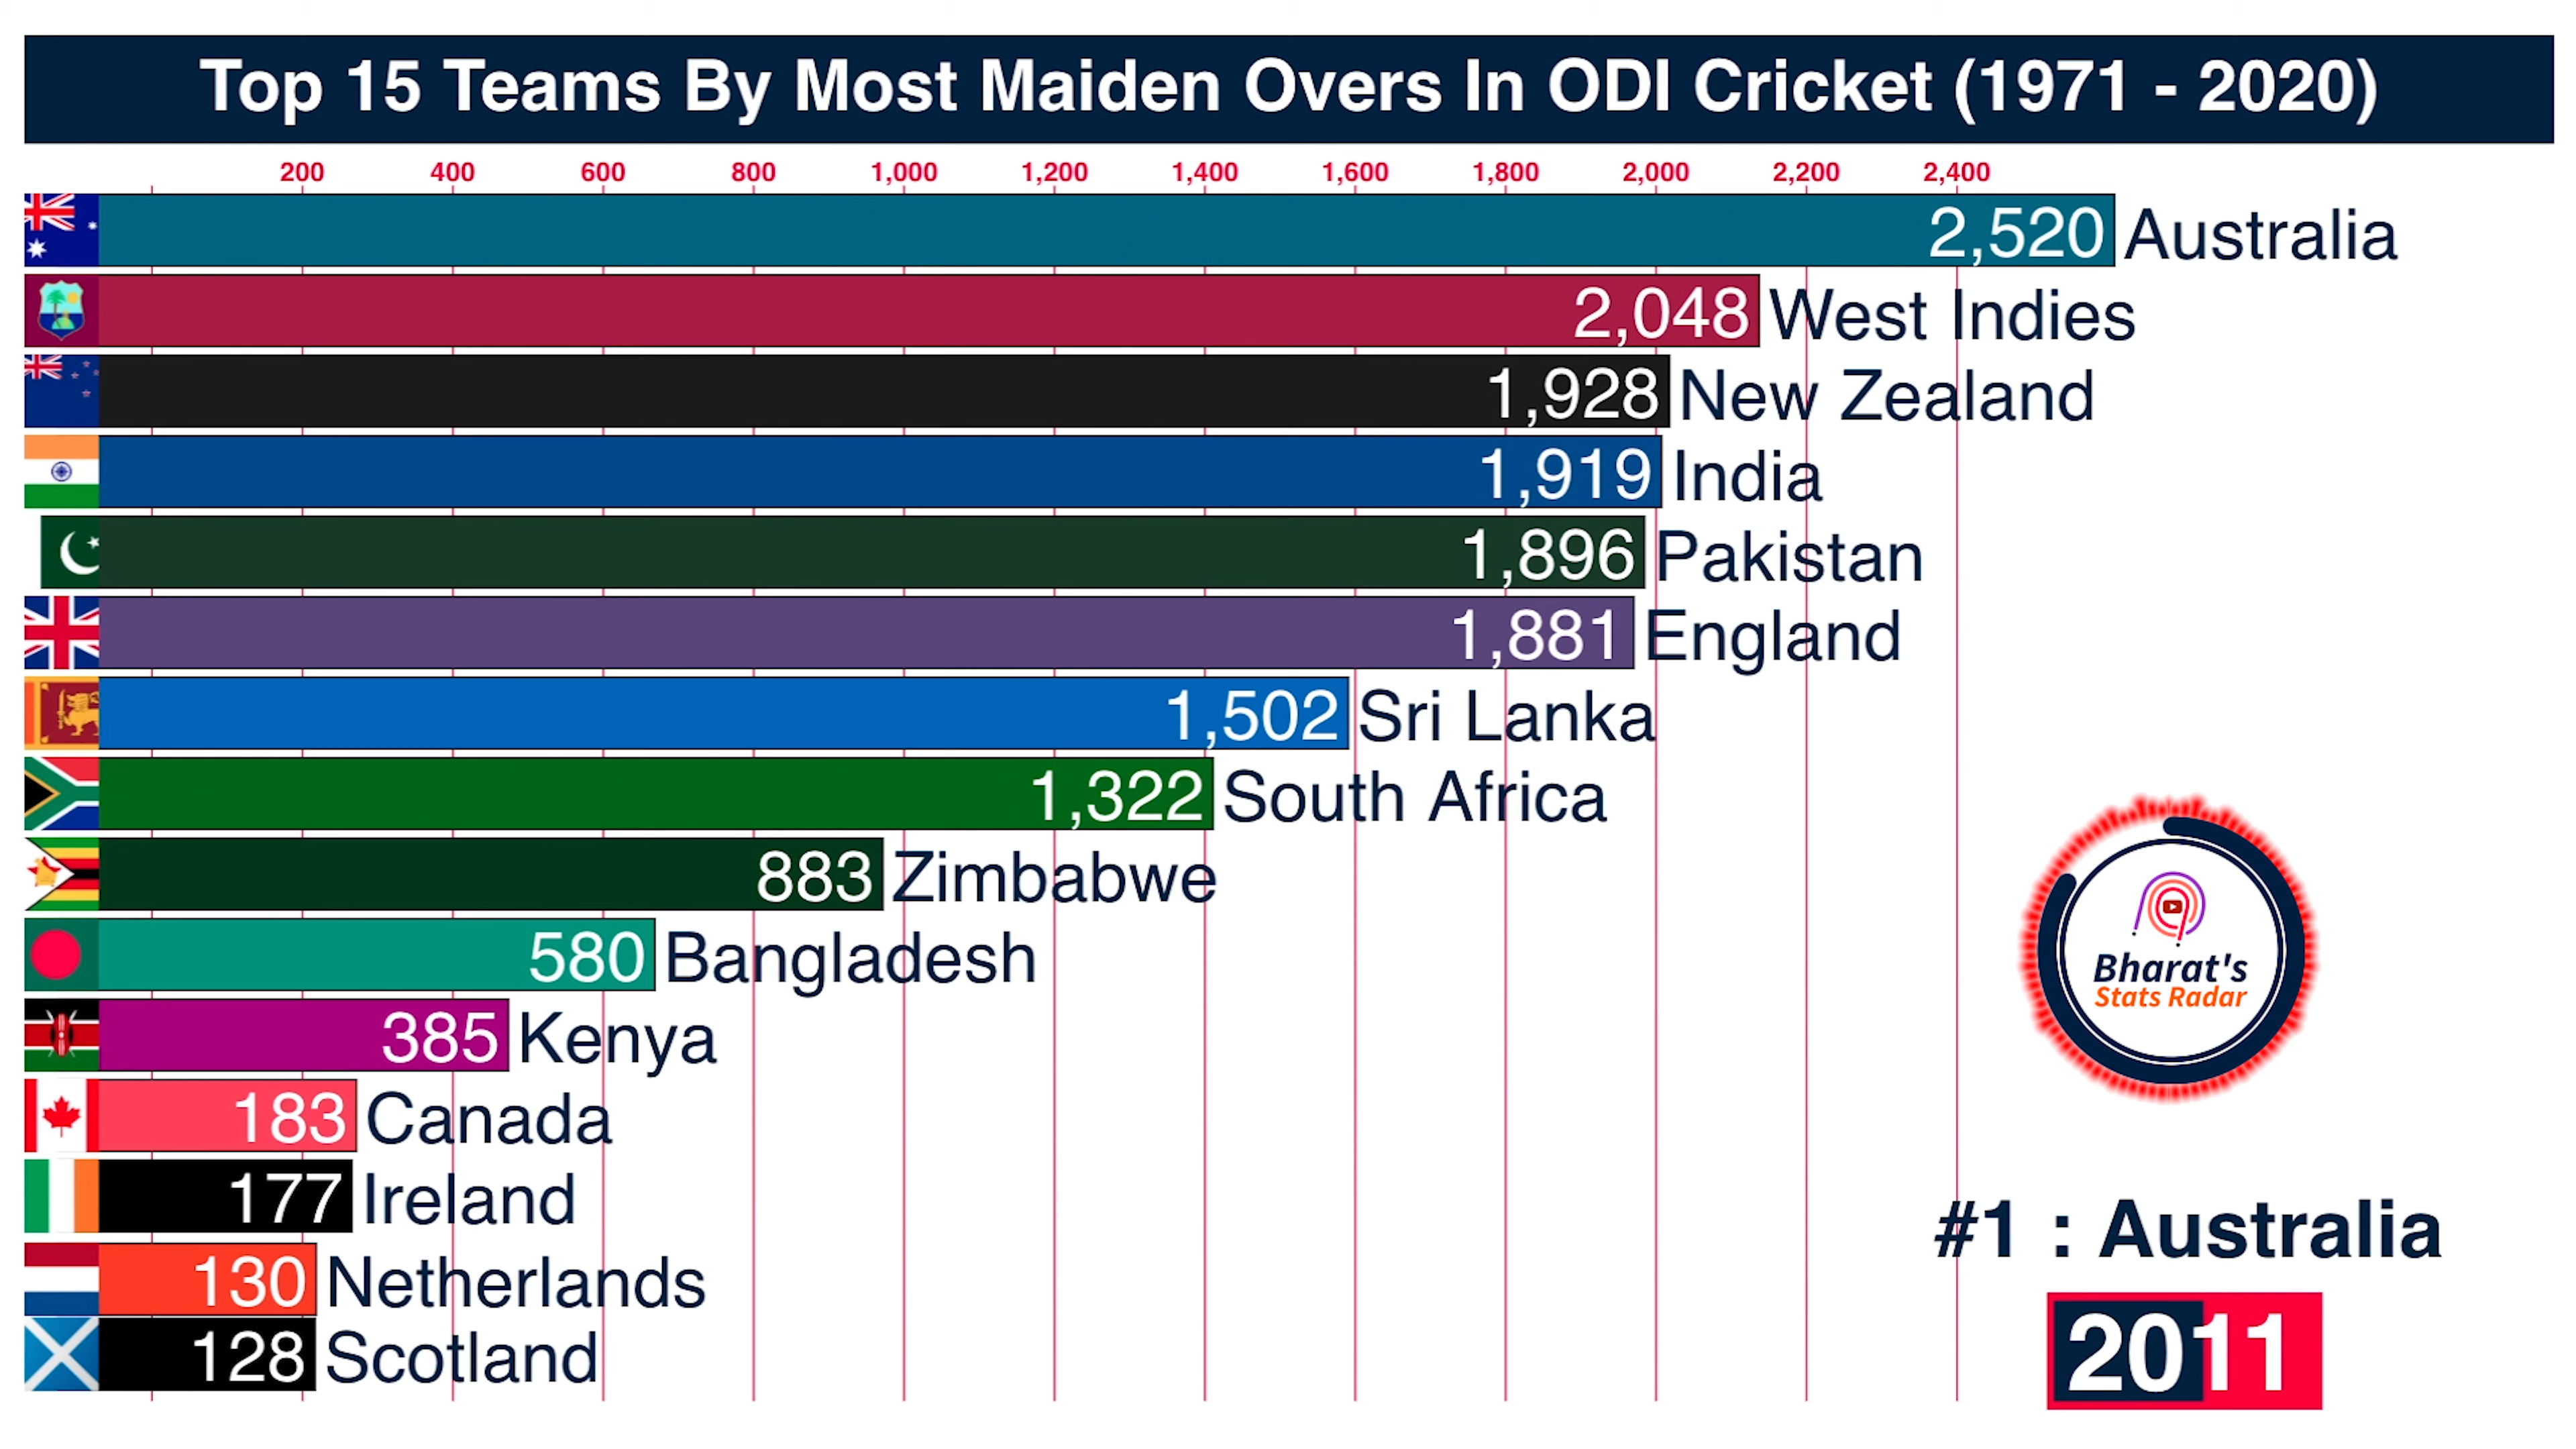 Top 15 Teams By Most Maiden Overs In ODI Cricket (1971 - 2020)
200 400 600 800 1,000 1,200 1,400 1,600 1,800 2,000 2,200 2,400
2,520 Australia
2,048 West Indies
1,928 New Zealand
1,919 India
1,896 Pakistan
1,881 England
1,502 Sri Lanka
1,322 South Africa
883 Zimbabwe
580 Bangladesh
385 Kenya
183 Canada
177 Ireland
130 Netherlands
128 Scotland
Bharat's
Stats Radar
#1 : Australia
2011